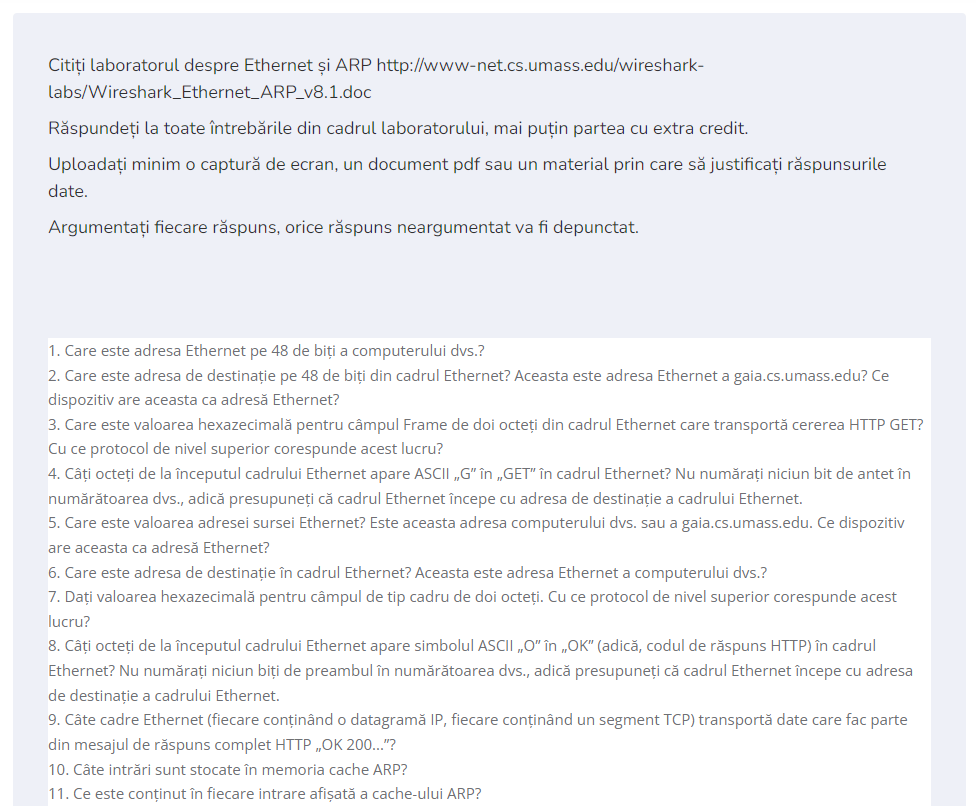 Citiți laboratorul despre Ethernet și ARP http://www-net.cs.umass.edu/wireshark-
labs/Wireshark_Ethernet_ARP_v8.1.doc
Răspundeți la toate întrebările din cadrul laboratorului, mai puțin partea cu extra credit.
Uploadați minim o captură de ecran, un document pdf sau un material prin care să justificați răspunsurile
date.
Argumentați fiecare răspuns, orice răspuns neargumentat va fi depunctat.
1. Care este adresa Ethernet pe 48 de biți a computerului dvs.?
2. Care este adresa de destinație pe 48 de biți din cadrul Ethernet? Aceasta este adresa Ethernet a gaia.cs.umass.edu? Ce
dispozitiv are aceasta ca adresă Ethernet?
3. Care este valoarea hexazecimală pentru câmpul Frame de doi octeți din cadrul Ethernet care transportă cererea HTTP GET?
Cu ce protocol de nivel superior corespunde acest lucru?
4. Câți octeți de la începutul cadrului Ethernet apare ASCII „G” în „GET” în cadrul Ethernet? Nu numărați niciun bit de antet în
numărătoarea dvs., adică presupuneți că cadrul Ethernet începe cu adresa de destinație a cadrului Ethernet.
5. Care este valoarea adresei sursei Ethernet? Este aceasta adresa computerului dvs. sau a gaia.cs.umass.edu. Ce dispozitiv
are aceasta ca adresă Ethernet?
6. Care este adresa de destinație în cadrul Ethernet? Aceasta este adresa Ethernet a computerului dvs.?
7. Dați valoarea hexazecimală pentru câmpul de tip cadru de doi octeți. Cu ce protocol de nivel superior corespunde acest
lucru?
8. Câți octeți de la începutul cadrului Ethernet apare simbolul ASCII „O” în „OK” (adică, codul de răspuns HTTP) în cadrul
Ethernet? Nu numărați niciun biți de preambul în numărătoarea dvs., adică presupuneți că cadrul Ethernet începe cu adresa
de destinație a cadrului Ethernet.
9. Câte cadre Ethernet (fiecare conținând o datagramă IP, fiecare conținând un segment TCP) transportă date care fac parte
din mesajul de răspuns complet HTTP „OK 200...”?
10. Câte intrări sunt stocate în memoria cache ARP?
11. Ce este conținut în fiecare intrare afișată a cache-ului ARP?